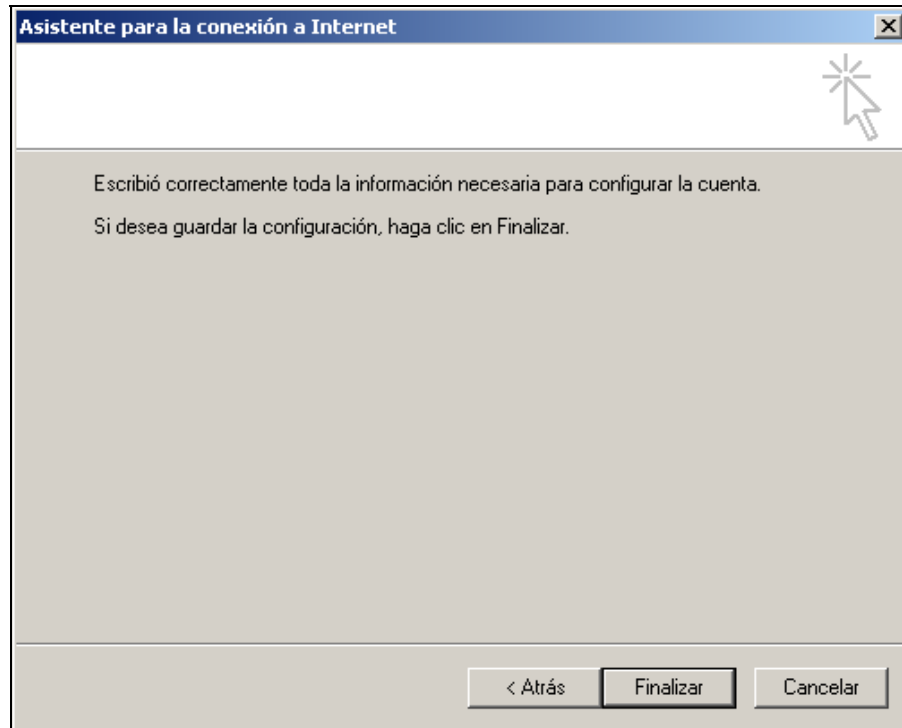 Asistente para la conexión a Internet
Escribió correctamente toda la información necesaria para configurar la cuenta.
Si desea guardar la configuración, haga clic en Finalizar.
< Atrás
Finalizar
Cancelar